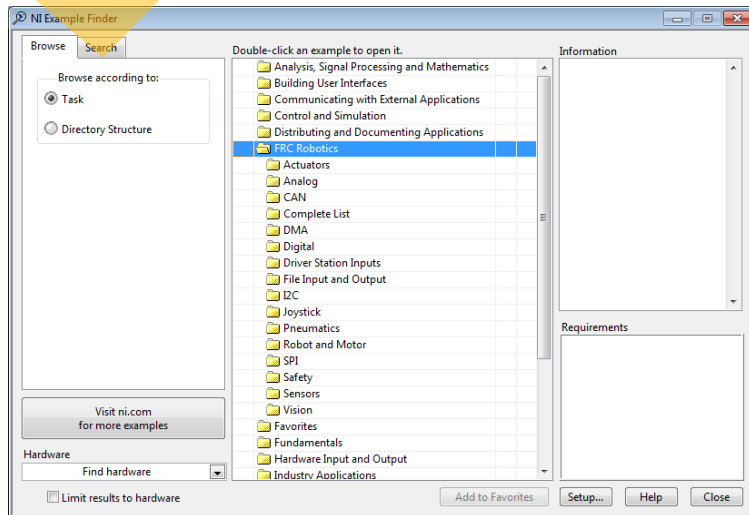 NI Example Finder
Browse
Search
Browse according to:
Task
Directory Structure
Visit ni.com
for more examples
Hardware
Find hardware
Limit results to hardware
Double-click an example to open it.
Analysis, Signal Processing and Mathematics
Building User Interfaces
Communicating with External Applications
Control and Simulation
Distributing and Documenting Applications
FRC Robotics
Actuators
Analog
CAN
Complete List
DMA
Digital
Driver Station Inputs
File Input and Output
I2C
Joystick
Pneumatics
Robot and Motor
SPI
Safety
Sensors
Vision
Favorites
Fundamentals
Hardware Input and Output
Industry Applications
Information
Requirements
Add to Favorites
Setup...
Help
Close